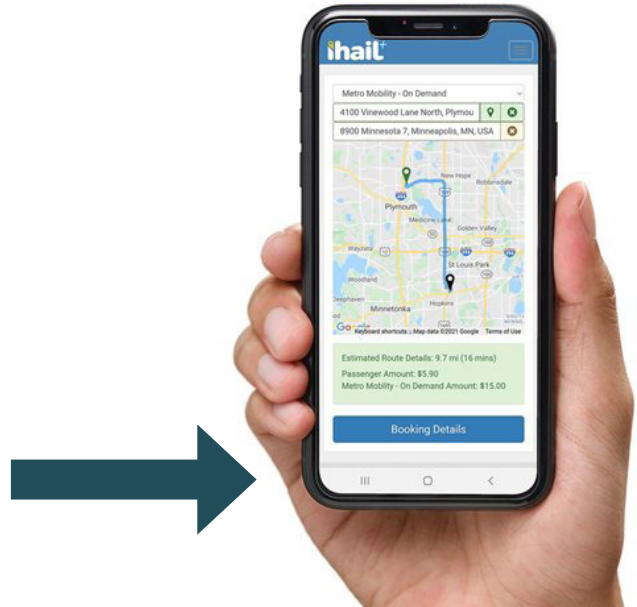 ihail+
Metro Mobility - On Demand
4100 Vinewood Lane North, Plymou
8900 Minnesota 7, Minneapolis, MN, USA
New Hope
Robbinsdale
Plymouth
Medicine Lake
Golden Valley
Wayzata
St Louis Park
Woodland
Hopkins
Minnetonka
Keyboard shortcuts Map data ©2021 Google Terms of Use
Estimated Route Details: 9.7 mi (16 mins)
Passenger Amount: $5.90
Metro Moblity - On Demand Amount: $15.00
Booking Details